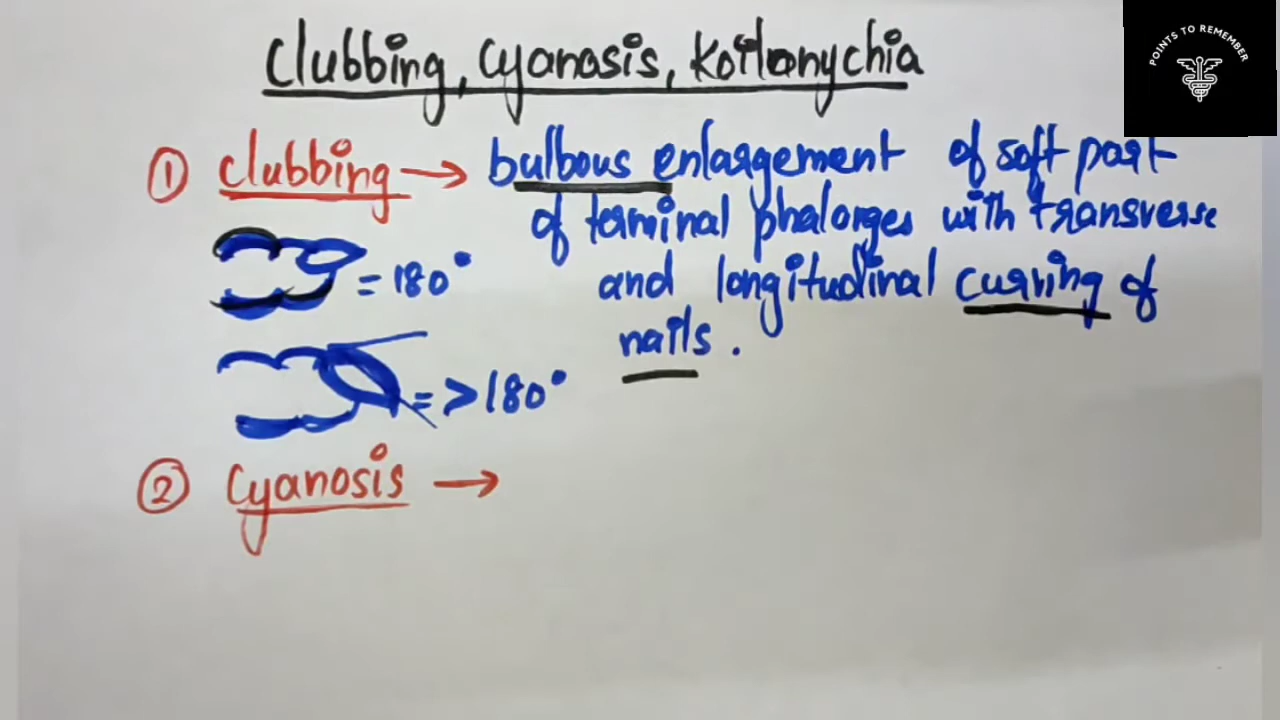 Clubbing, Cyanosis, Koilonychia
POINTS TO REMEMBER
① Clubbing → bulbous enlargement of soft part
of terminal phalanges with transverse
and longitudinal curving of
nails.
= 180°
= >180°
② Cyanosis →